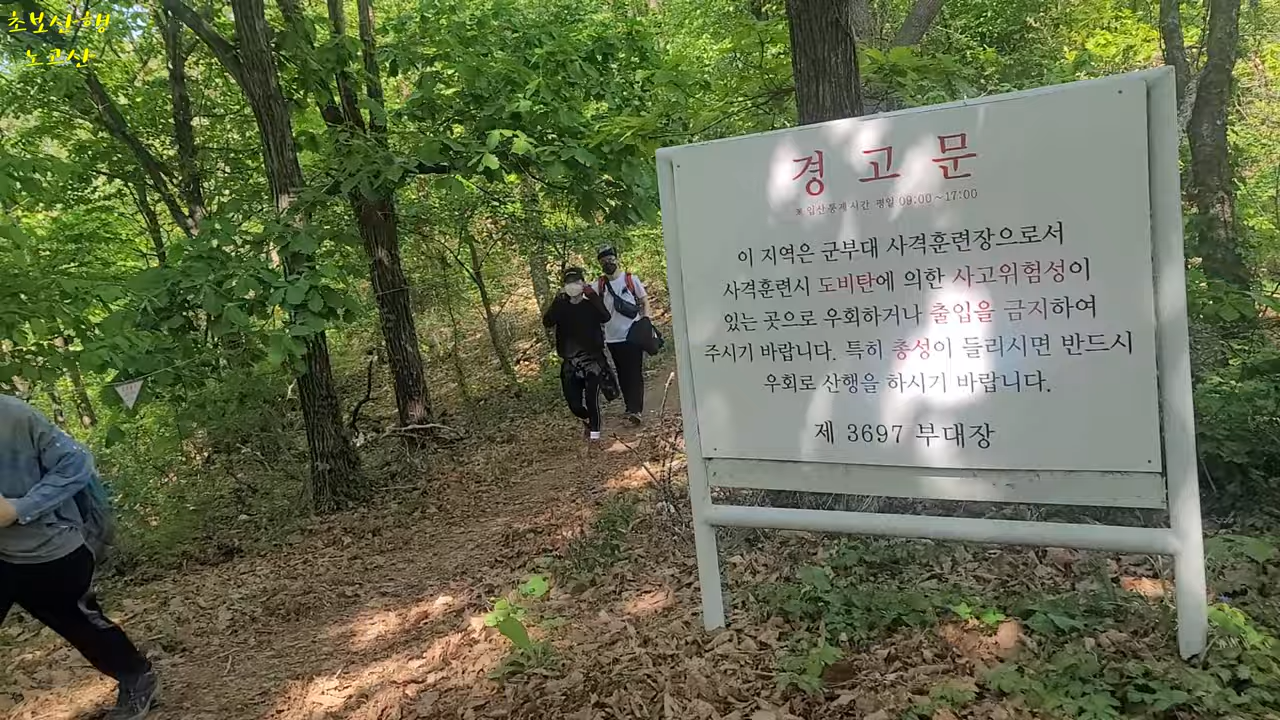 초보산행
노고산
경고문
※ 입산통제시간 평일 09:00~17:00
이 지역은 군부대 사격훈련장으로서
사격훈련시 도비탄에 의한 사고위험성이
있는 곳으로 우회하거나 출입을 금지하여
주시기 바랍니다. 특히 총성이 들리시면 반드시
우회로 산행을 하시기 바랍니다.
제 3697 부대장